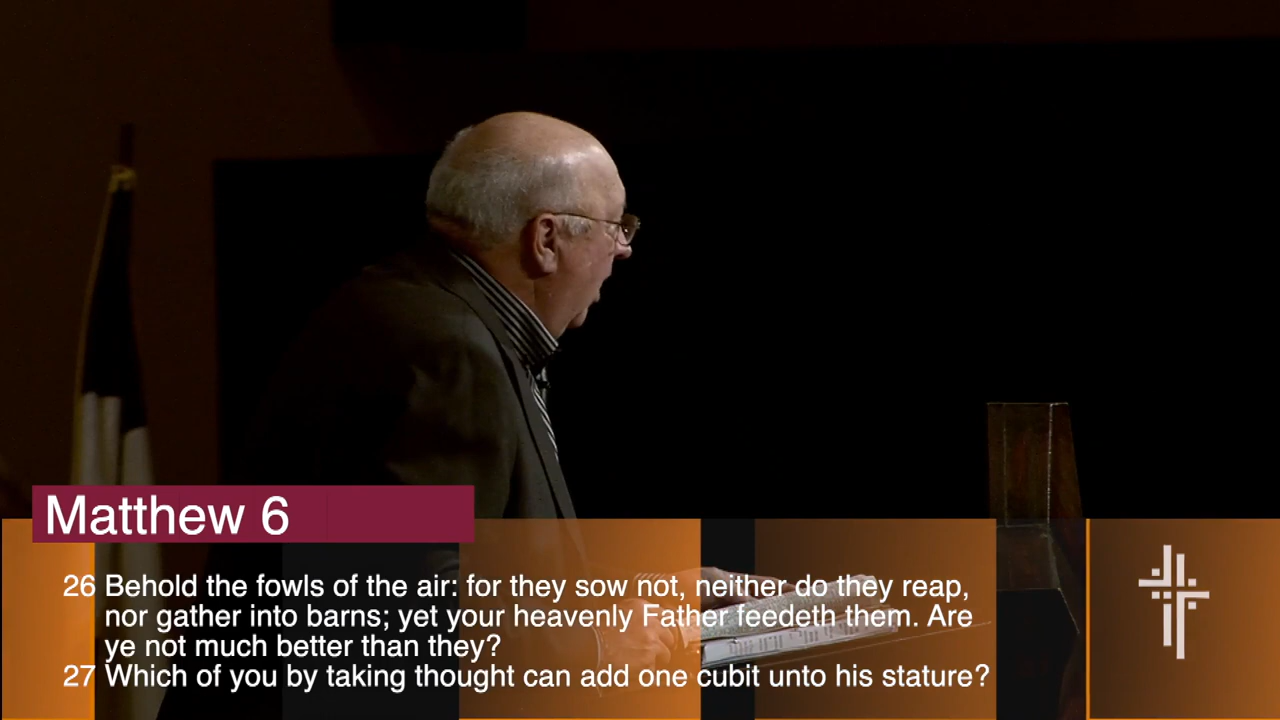 Matthew 6
26 Behold the fowls of the air: for they sow not, neither do they reap,
nor gather into barns; yet your heavenly Father feedeth them. Are
ye not much better than they?
27 Which of you by taking thought can add one cubit unto his stature?